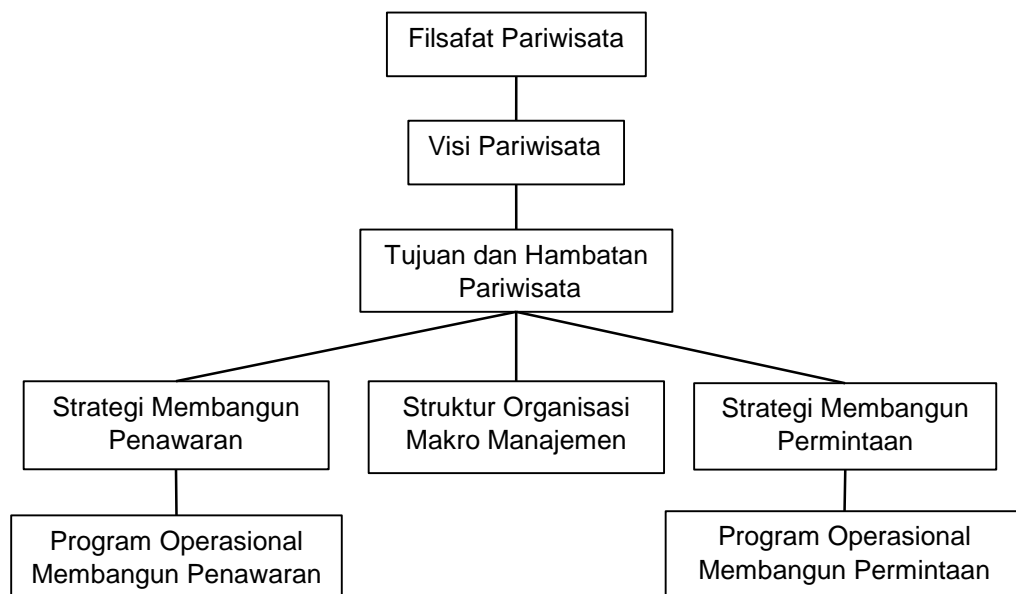 Filsafat Pariwisata
Visi Pariwisata
Tujuan dan Hambatan
Pariwisata
Strategi Membangun
Penawaran
Struktur Organisasi
Makro Manajemen
Strategi Membangun
Permintaan
Program Operasional
Membangun Penawaran
Program Operasional
Membangun Permintaan